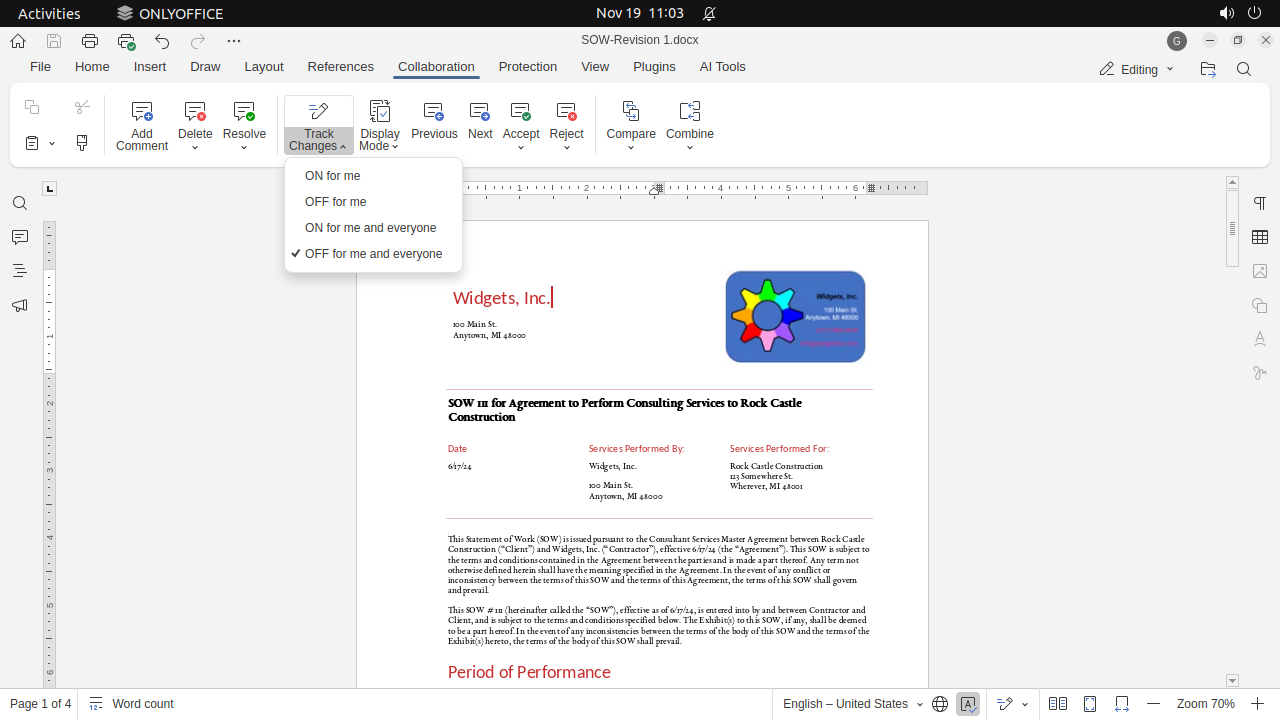 Activities
ONLYOFFICE
Nov 19 11:03
SOW-Revision 1.docx
G
File
Home
Insert
Draw
Layout
References
Collaboration
Protection
View
Plugins
AI Tools
Editing
Add
Comment
Delete
Resolve
Track
Changes
Display
Mode
Previous
Next
Accept
Reject
Compare
Combine
ON for me
OFF for me
ON for me and everyone
OFF for me and everyone
1 2 3 4 5 6
1
2
3
4
5
6
Widgets, Inc.
100 Main St.
Anytown, MI 48000
Widgets, Inc.
100 Main St.
Anytown, MI 48000
SOW 111 for Agreement to Perform Consulting Services to Rock Castle
Construction
Date
Services Performed By:
Services Performed For:
6/17/24
Widgets, Inc.
100 Main St.
Anytown, MI 48000
Rock Castle Construction
123 Somewhere St.
Wherever, MI 48001
This Statement of Work (SOW) is issued pursuant to the Consultant Services Master Agreement between Rock Castle
Construction (“Client”) and Widgets, Inc. (“Contractor”), effective 6/17/24 (the “Agreement”). This SOW is subject to
the terms and conditions contained in the Agreement between the parties and is made a part thereof. Any term not
otherwise defined herein shall have the meaning specified in the Agreement. In the event of any conflict or
inconsistency between the terms of this SOW and the terms of this Agreement, the terms of this SOW shall govern
and prevail.
This SOW # 111 (hereinafter called the “SOW”), effective as of 6/17/24, is entered into by and between Contractor and
Client, and is subject to the terms and conditions specified below. The Exhibit(s) to this SOW, if any, shall be deemed
to be a part hereof. In the event of any inconsistencies between the terms of the body of this SOW and the terms of the
Exhibit(s) hereto, the terms of the body of this SOW shall prevail.
Period of Performance
Page 1 of 4
Word count
English – United States
Zoom 70%